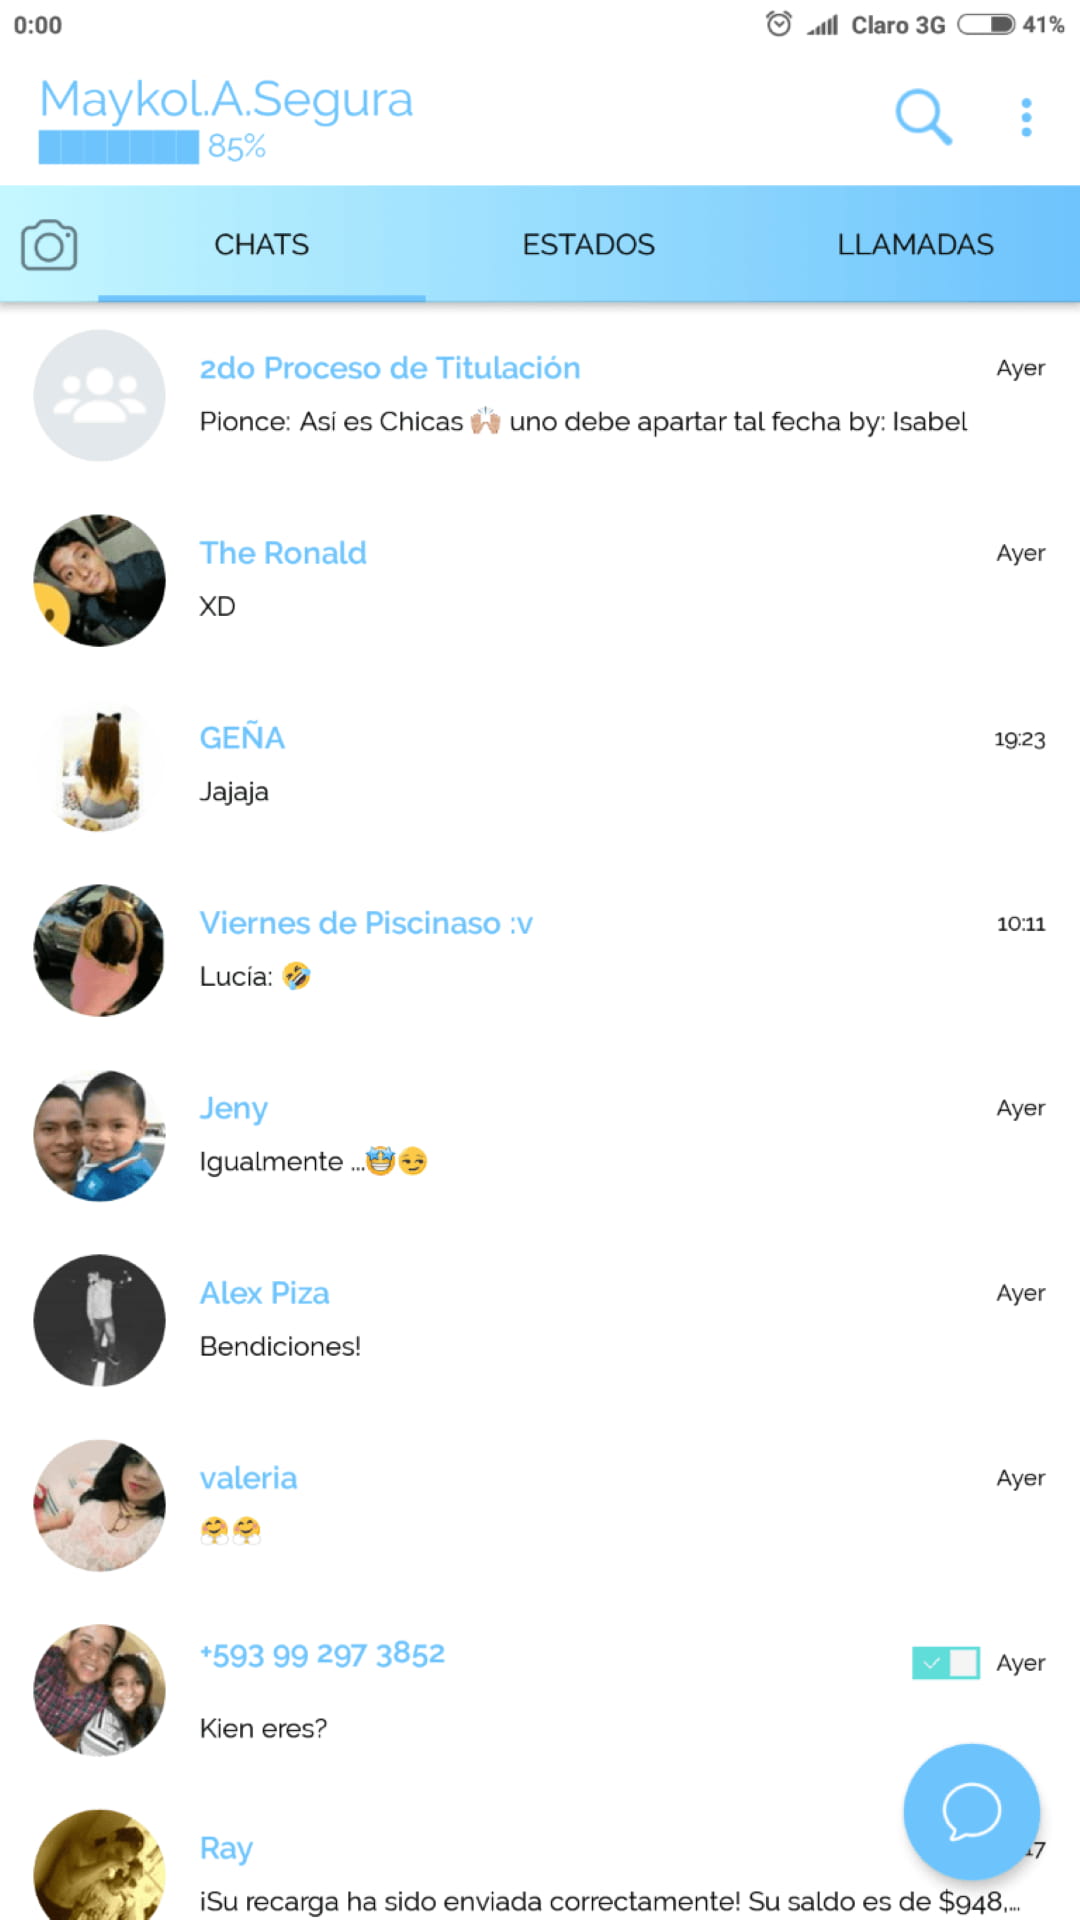 0:00 Claro 3G 41%
Maykol.A.Segura
85%
CHATS ESTADOS LLAMADAS
2do Proceso de Titulación Ayer
Pionce: Así es Chicas 🙌🏼 uno debe apartar tal fecha by: Isabel
The Ronald Ayer
XD
GEÑA 19:23
Jajaja
Viernes de Piscinaso :v 10:11
Lucía: 🤣
Jeny Ayer
Igualmente ...🤩😏
Alex Piza Ayer
Bendiciones!
valeria Ayer
🤗🤗
+593 99 297 3852 Ayer
Kien eres?
Ray
¡Su recarga ha sido enviada correctamente! Su saldo es de $948,...